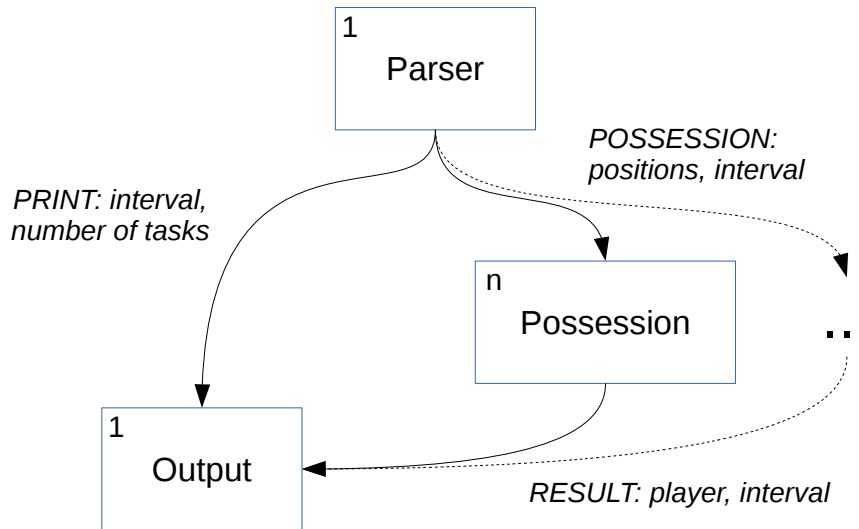 1
Parser
POSSESSION:
positions, interval
PRINT: interval,
number of tasks
n
Possession
..
1
Output
RESULT: player, interval